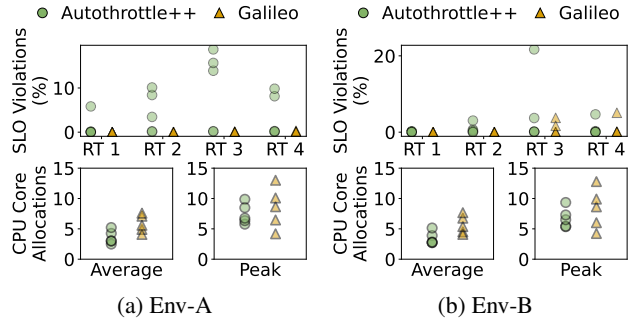 Autothrottle++ Galileo Autothrottle++ Galileo
SLO Violations (%)
10
0
RT 1 RT 2 RT 3 RT 4
SLO Violations (%)
20
0
RT 1 RT 2 RT 3 RT 4
CPU Core Allocations
15
10
5
0
Average
15
10
5
0
Peak
CPU Core Allocations
15
10
5
0
Average
15
10
5
0
Peak
(a) Env-A (b) Env-B